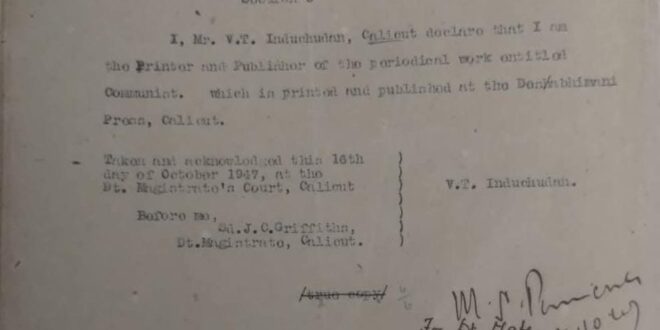 I, Mr. V.T. Induchudan, Calicut declare that I am
the Printer and Publisher of the periodical work entitled
Communist. which is printed and published at the
Press, Calicut.
Taken and acknowledged this 16th
day of October 1947, at the
Dt. Magistrate's Court, Calicut
V.T. Induchudan.
Before me,
Sd.J.C.Griffiths,
Dt.Magistrate, Calicut.
/true copy/